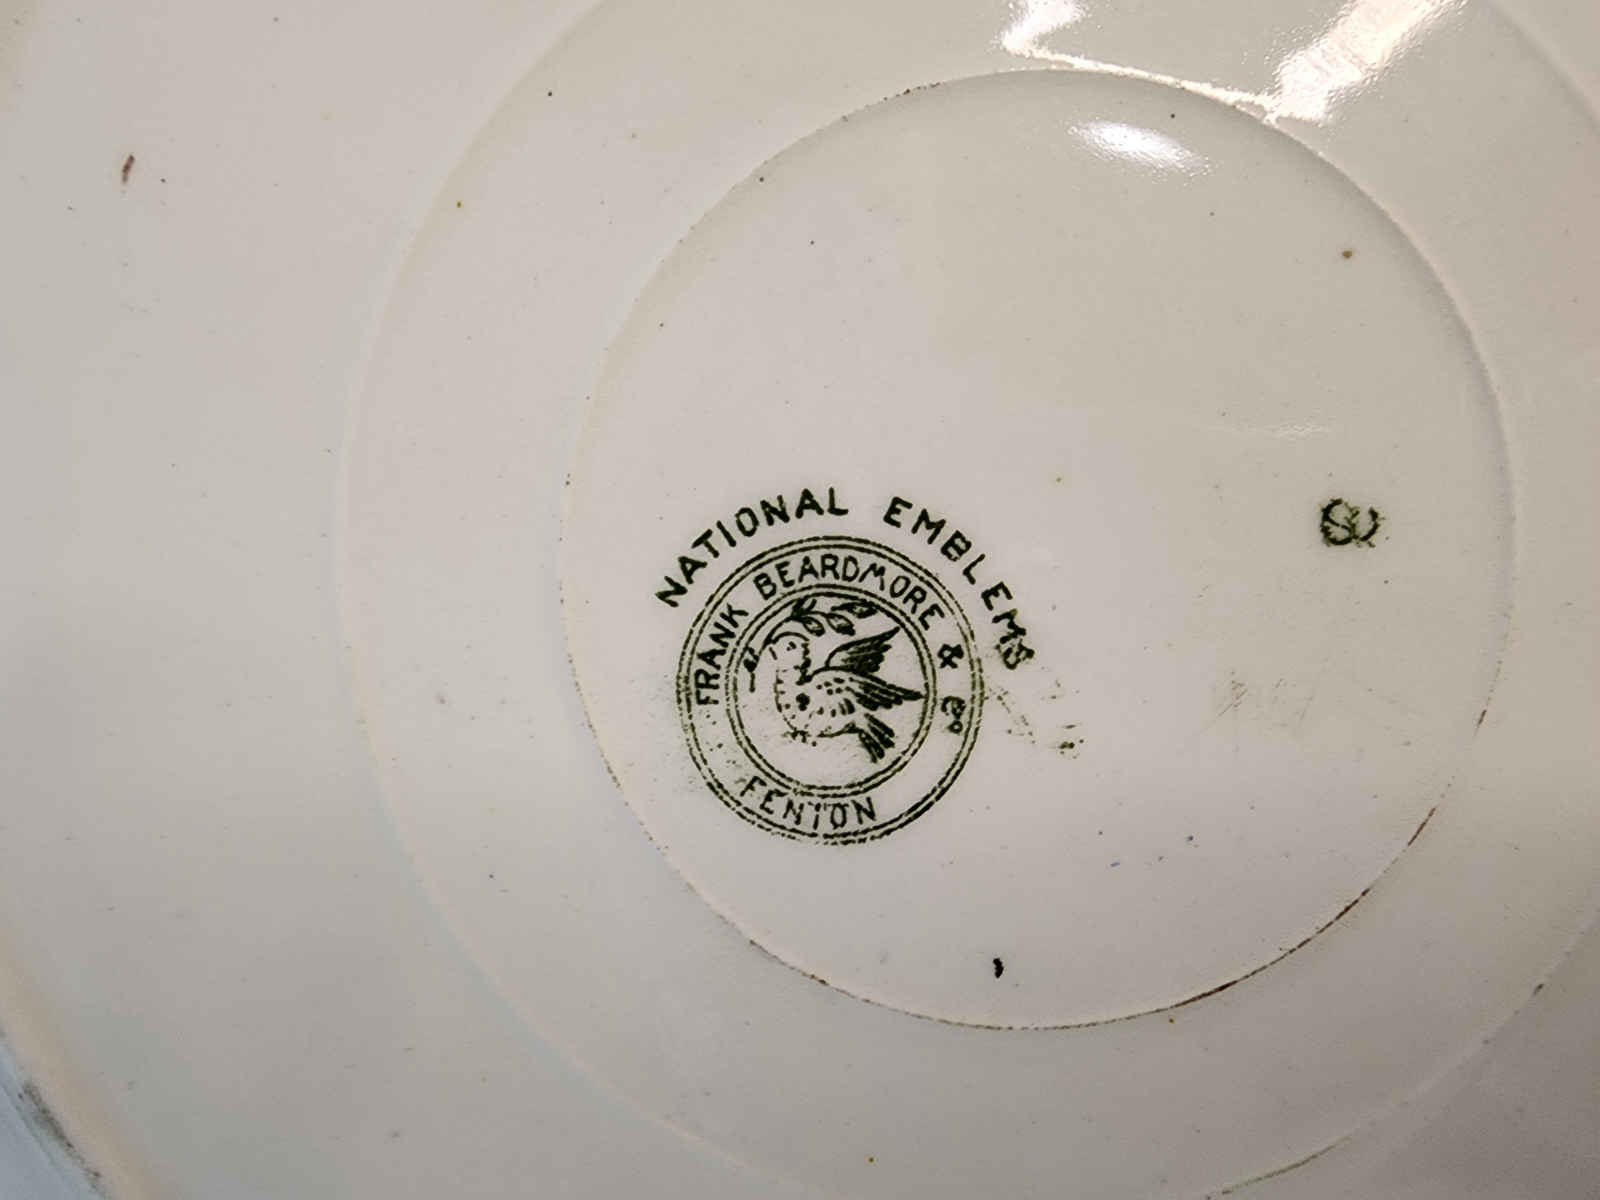 NATIONAL EMBLEMS
FRANK BEARDMORE & Co
FENTON